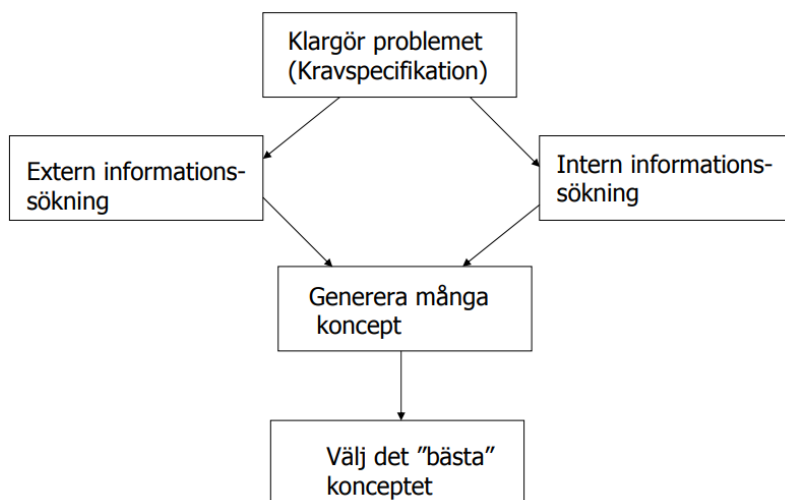 Klargör problemet
(Kravspecifikation)
Extern informations-
sökning
Intern informations-
sökning
Generera många
koncept
Välj det ”bästa”
konceptet